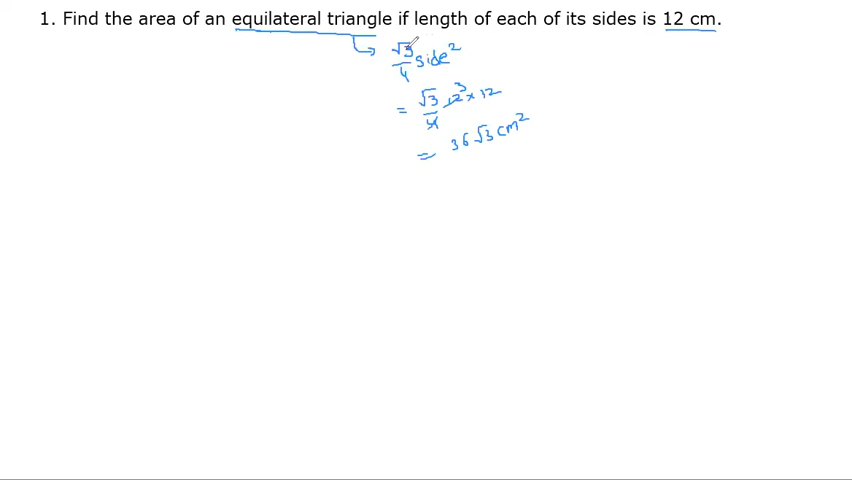 1. Find the area of an equilateral triangle if length of each of its sides is 12 cm.
→ √3/4 side²
= √3/4 12³ × 12
= 36√3 cm²